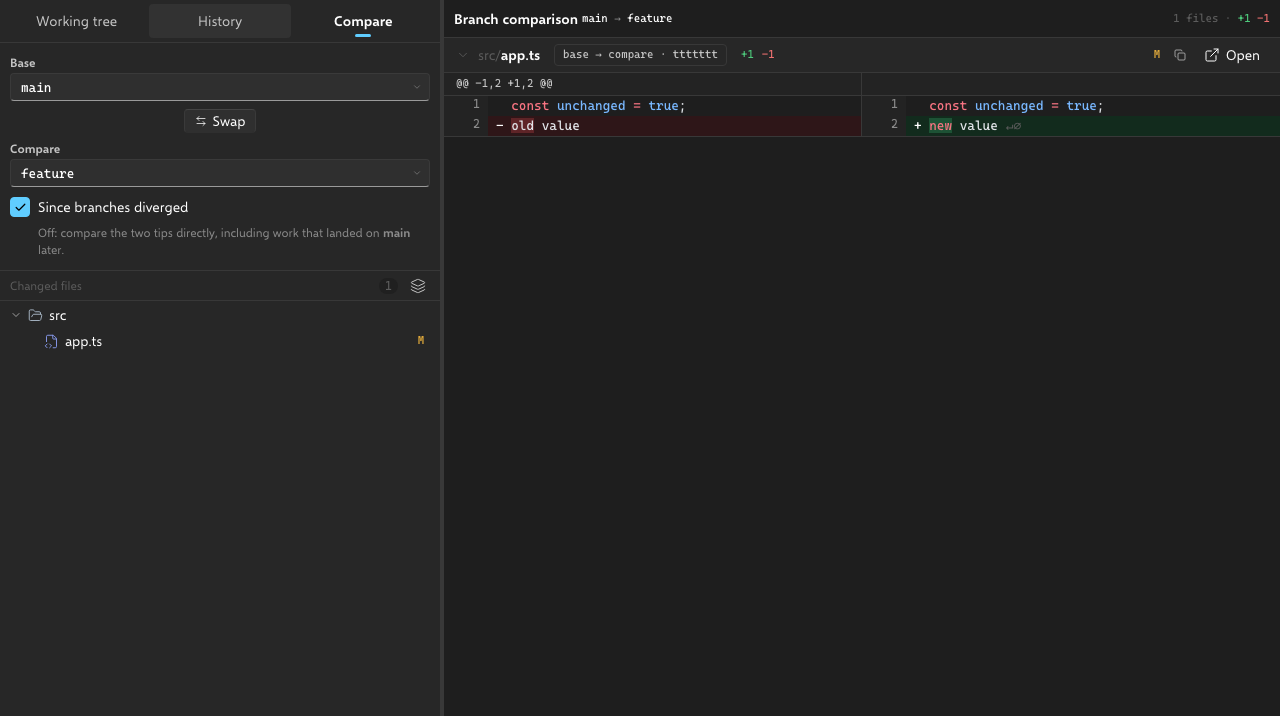 Working tree
History
Compare
Base
main
Swap
Compare
feature
Since branches diverged
Off: compare the two tips directly, including work that landed on main
later.
Changed files 1
src
app.ts M
Branch comparison main → feature 1 files · +1 −1
src/app.ts base → compare · ttttttt +1 −1 M Open
@@ −1,2 +1,2 @@
1 const unchanged = true; 1 const unchanged = true;
2 − old value 2 + new value